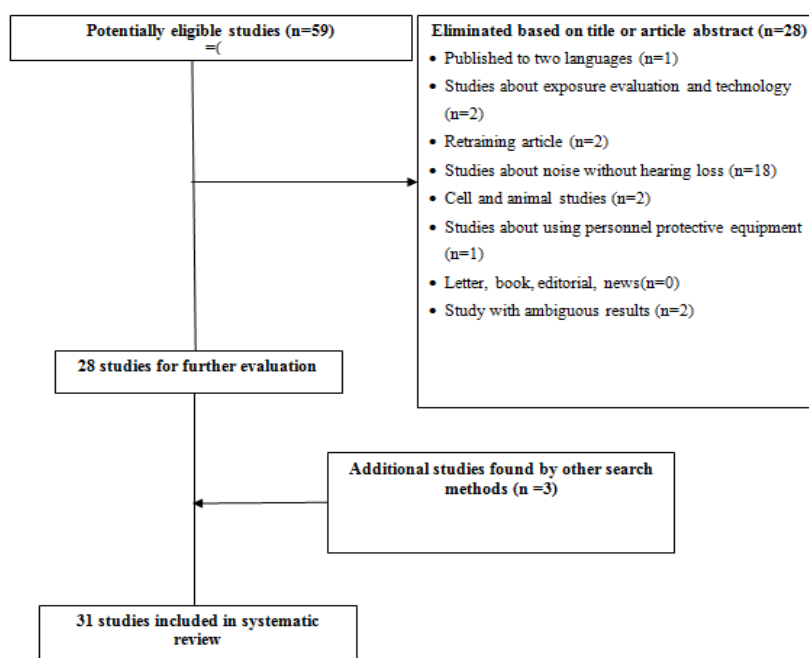 Potentially eligible studies (n=59)
=(
Eliminated based on title or article abstract (n=28)
• Published to two languages (n=1)
• Studies about exposure evaluation and technology
(n=2)
• Retraining article (n=2)
• Studies about noise without hearing loss (n=18)
• Cell and animal studies (n=2)
• Studies about using personnel protective equipment
(n=1)
• Letter, book, editorial, news(n=0)
• Study with ambiguous results (n=2)
28 studies for further evaluation
Additional studies found by other search
methods (n =3)
31 studies included in systematic
review